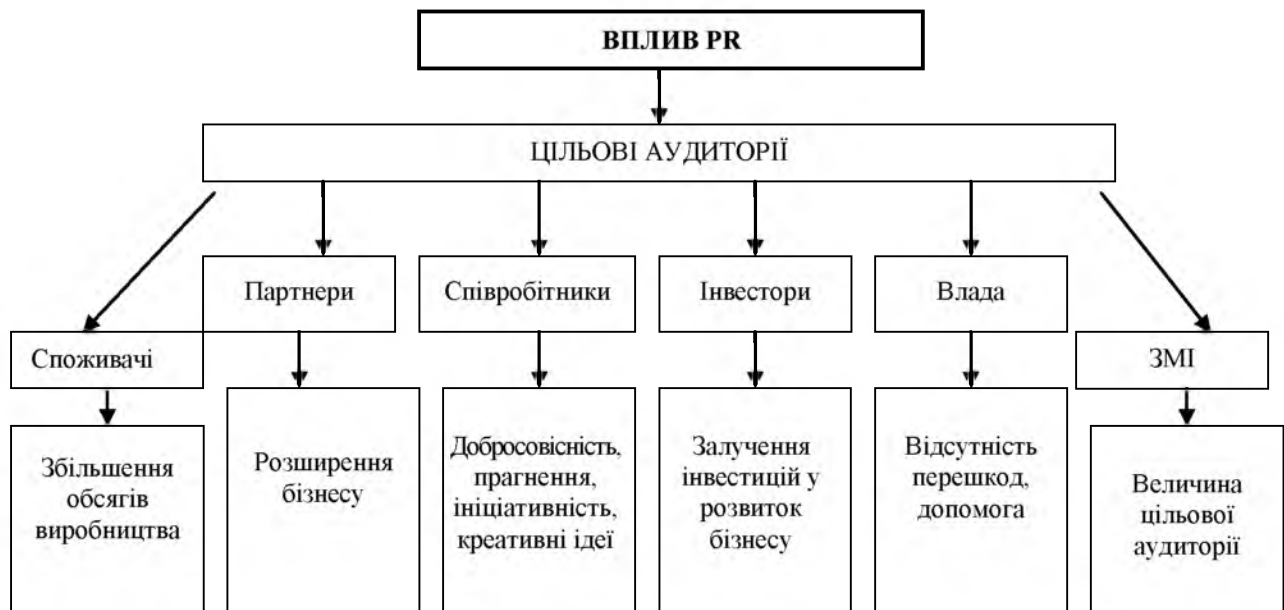 ВПЛИВ PR
ЦІЛЬОВІ АУДИТОРІЇ
Партнери
Співробітники
Інвестори
Влада
Споживачі
ЗМІ
Збільшення
обсягів
виробництва
Розширення
бізнесу
Добросовісність,
прагнення,
ініціативність,
креативні ідеї
Залучення
інвестицій у
розвиток
бізнесу
Відсутність
перешкод,
допомога
Величина
цільової
аудиторії